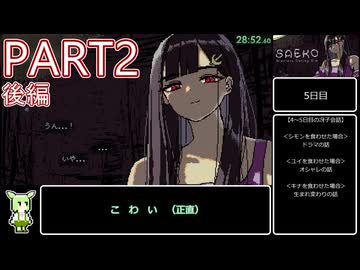 PART2
後編
28:52.60
うん。。。！
いや。。。
こ わ い （正直）
SAEKO
5日目
【4～5日目の冴子会話】
<シモンを食わせた場合>
ドラマの話
<ユイを食わせた場合>
オシャレの話
<キナを食わせた場合>
生まれ変わりの話